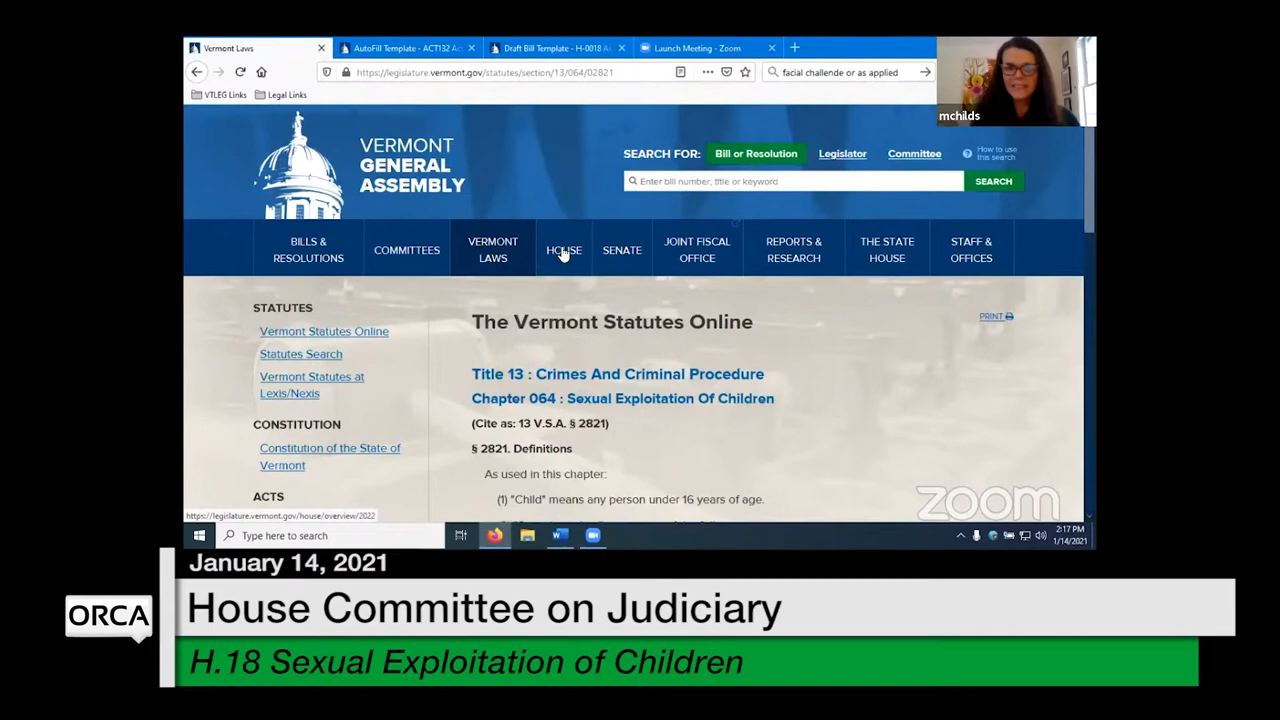 Vermont Laws
AutoFill Template - ACT132 Ac
Draft Bill Template - H-0018 A
Launch Meeting - Zoom
https://legislature.vermont.gov/statutes/section/13/064/02821
facial challende or as applied
VTLEG Links
Legal Links
mchilds
VERMONT
GENERAL
ASSEMBLY
SEARCH FOR:
Bill or Resolution
Legislator
Committee
How to use
this search
Enter bill number, title or keyword
SEARCH
BILLS &
RESOLUTIONS
COMMITTEES
VERMONT
LAWS
HOUSE
SENATE
JOINT FISCAL
OFFICE
REPORTS &
RESEARCH
THE STATE
HOUSE
STAFF &
OFFICES
STATUTES
Vermont Statutes Online
Statutes Search
Vermont Statutes at
Lexis/Nexis
CONSTITUTION
Constitution of the State of
Vermont
ACTS
The Vermont Statutes Online
PRINT
Title 13 : Crimes And Criminal Procedure
Chapter 064 : Sexual Exploitation Of Children
(Cite as: 13 V.S.A. § 2821)
§ 2821. Definitions
As used in this chapter:
(1) "Child" means any person under 16 years of age.
zoom
https://legislature.vermont.gov/house/overview/2022
Type here to search
2:17 PM
1/14/2021
January 14, 2021
ORCA
House Committee on Judiciary
H.18 Sexual Exploitation of Children